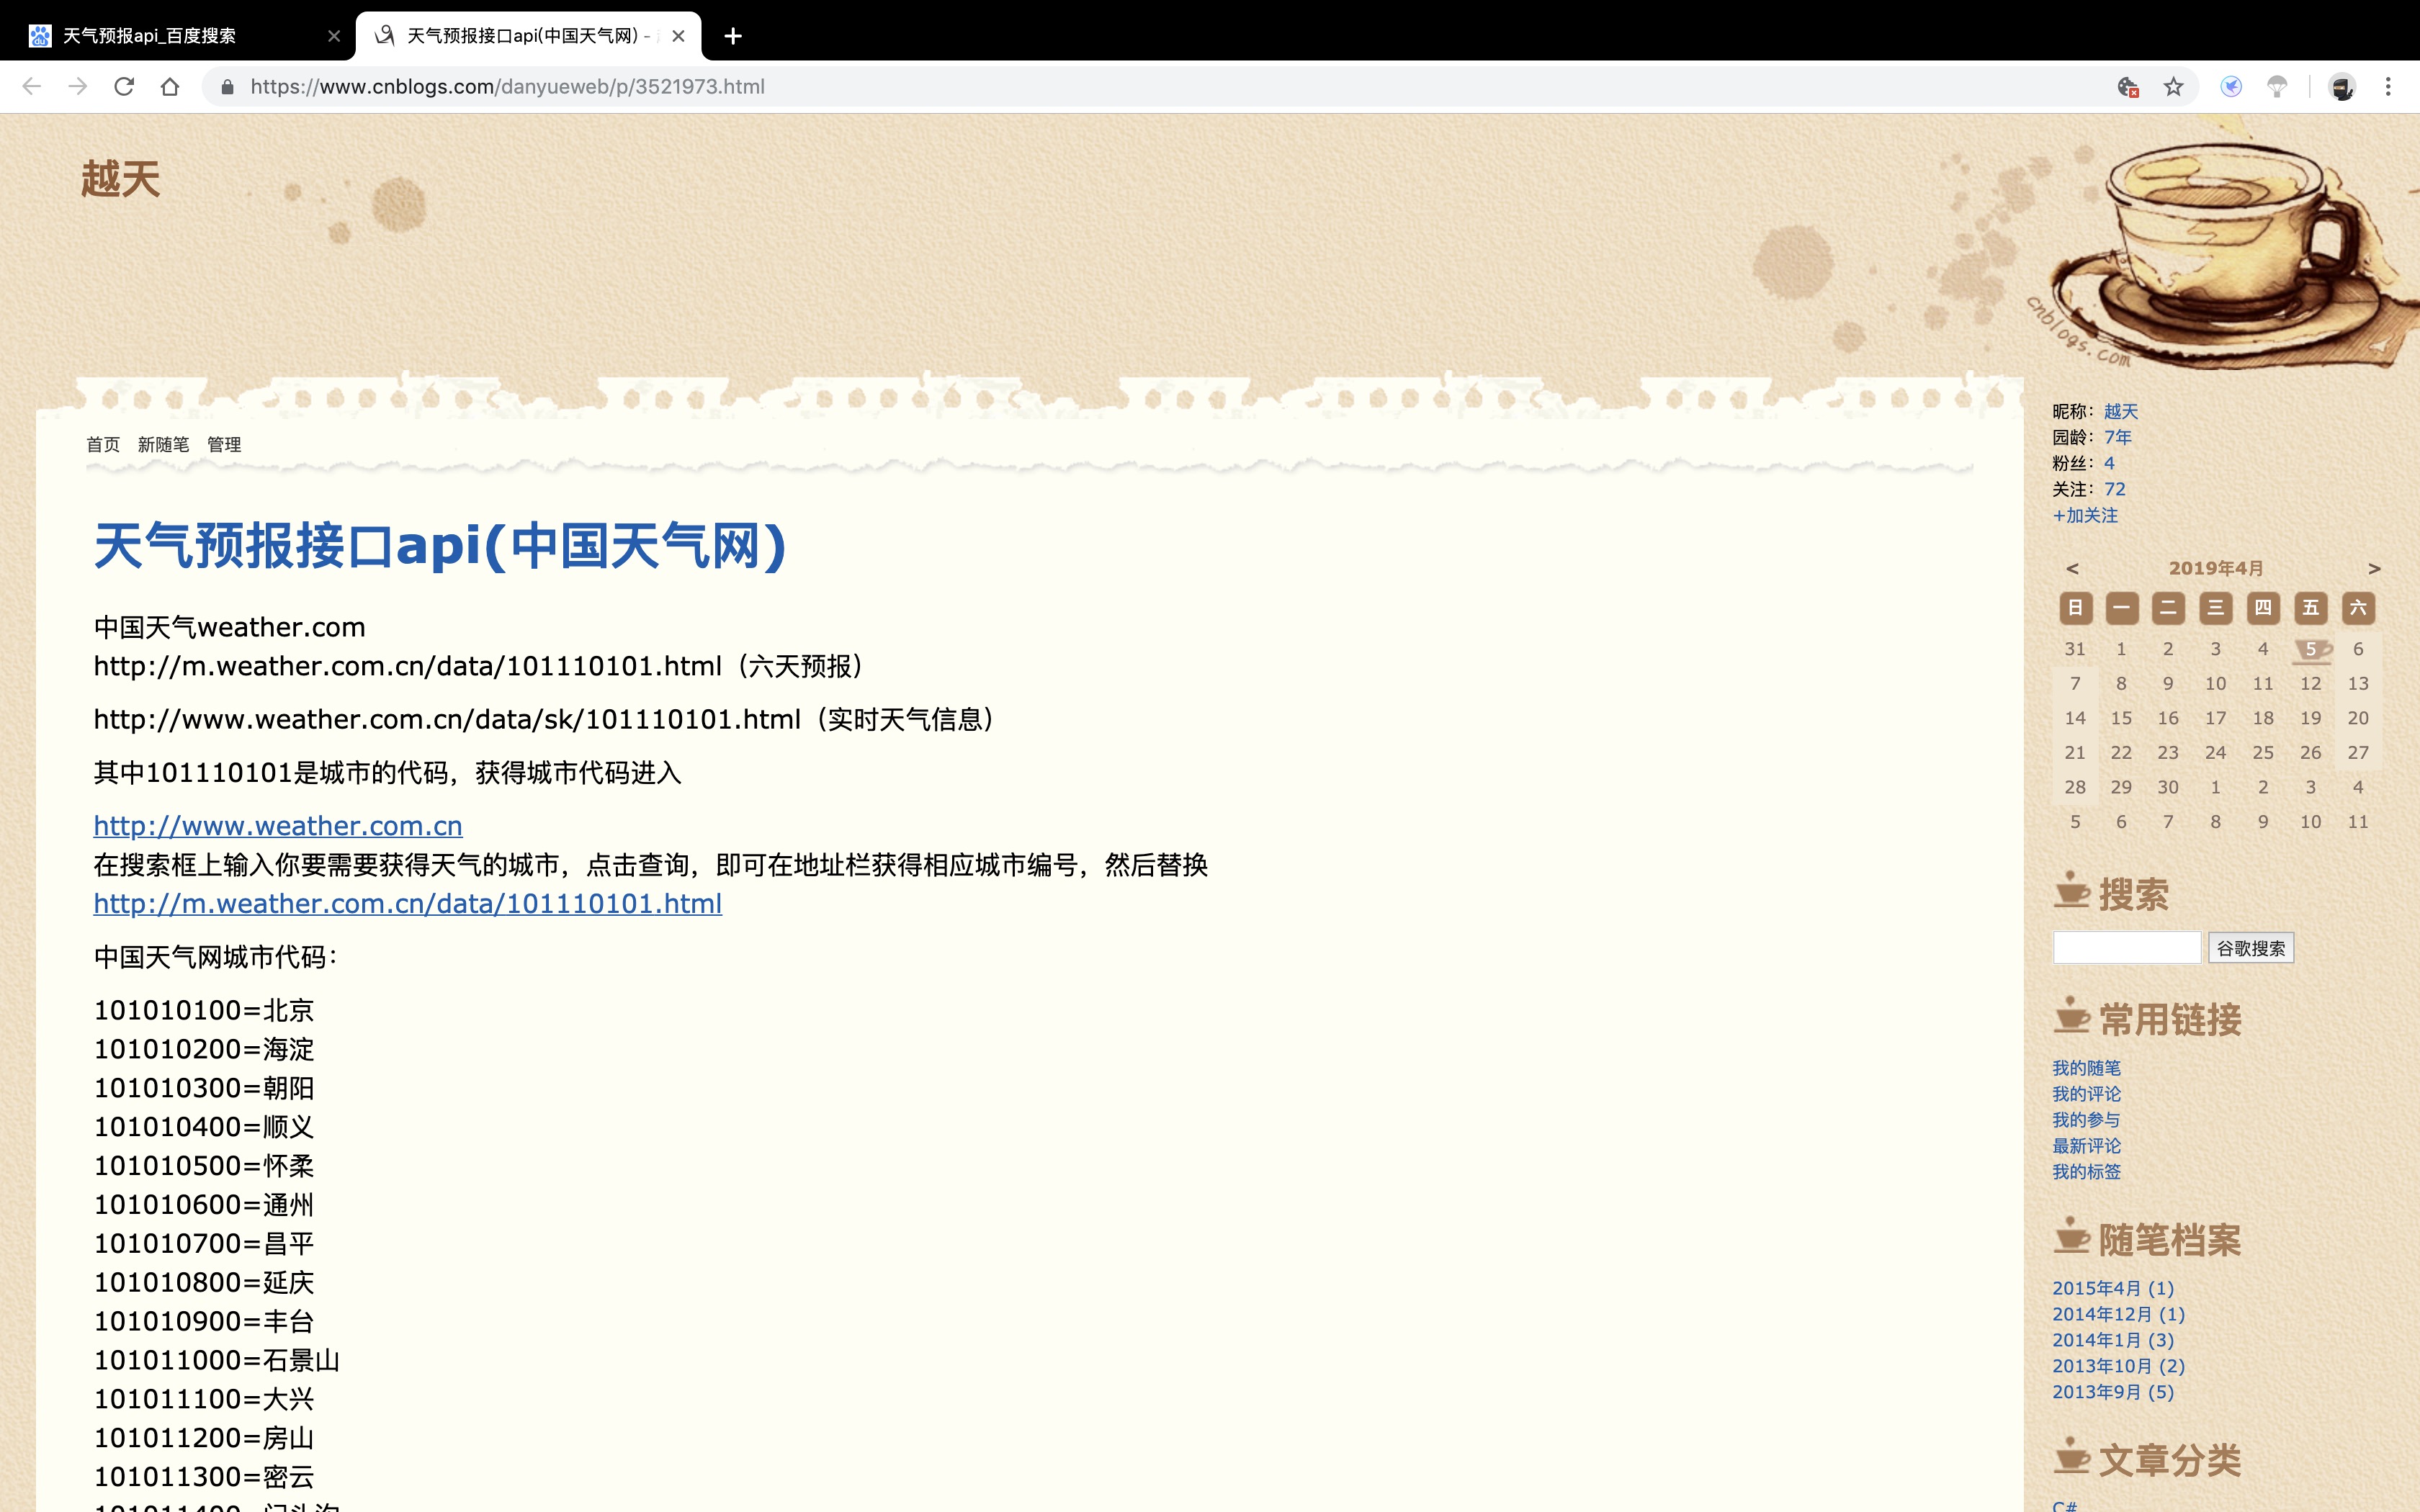 天气预报api_百度搜索
天气预报接口api(中国天气网) -
https://www.cnblogs.com/danyueweb/p/3521973.html
越天
cnblogs.com
首页 新随笔 管理
天气预报接口api(中国天气网)
中国天气weather.com
http://m.weather.com.cn/data/101110101.html（六天预报）
http://www.weather.com.cn/data/sk/101110101.html（实时天气信息）
其中101110101是城市的代码，获得城市代码进入
http://www.weather.com.cn
在搜索框上输入你要需要获得天气的城市，点击查询，即可在地址栏获得相应城市编号，然后替换
http://m.weather.com.cn/data/101110101.html
中国天气网城市代码：
101010100=北京
101010200=海淀
101010300=朝阳
101010400=顺义
101010500=怀柔
101010600=通州
101010700=昌平
101010800=延庆
101010900=丰台
101011000=石景山
101011100=大兴
101011200=房山
101011300=密云
101011400=门头沟
昵称：越天
园龄：7年
粉丝：4
关注：72
+加关注
< 2019年4月 >
日 一 二 三 四 五 六
31 1 2 3 4 5 6
7 8 9 10 11 12 13
14 15 16 17 18 19 20
21 22 23 24 25 26 27
28 29 30 1 2 3 4
5 6 7 8 9 10 11
搜索
谷歌搜索
常用链接
我的随笔
我的评论
我的参与
最新评论
我的标签
随笔档案
2015年4月 (1)
2014年12月 (1)
2014年1月 (3)
2013年10月 (2)
2013年9月 (5)
文章分类
C#